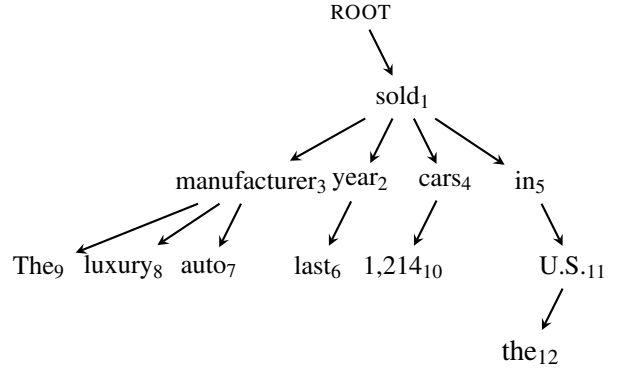 ROOT
sold₁
manufacturer₃ year₂ cars₄ in₅
The₉ luxury₈ auto₇ last₆ 1,214₁₀ U.S.₁₁
the₁₂